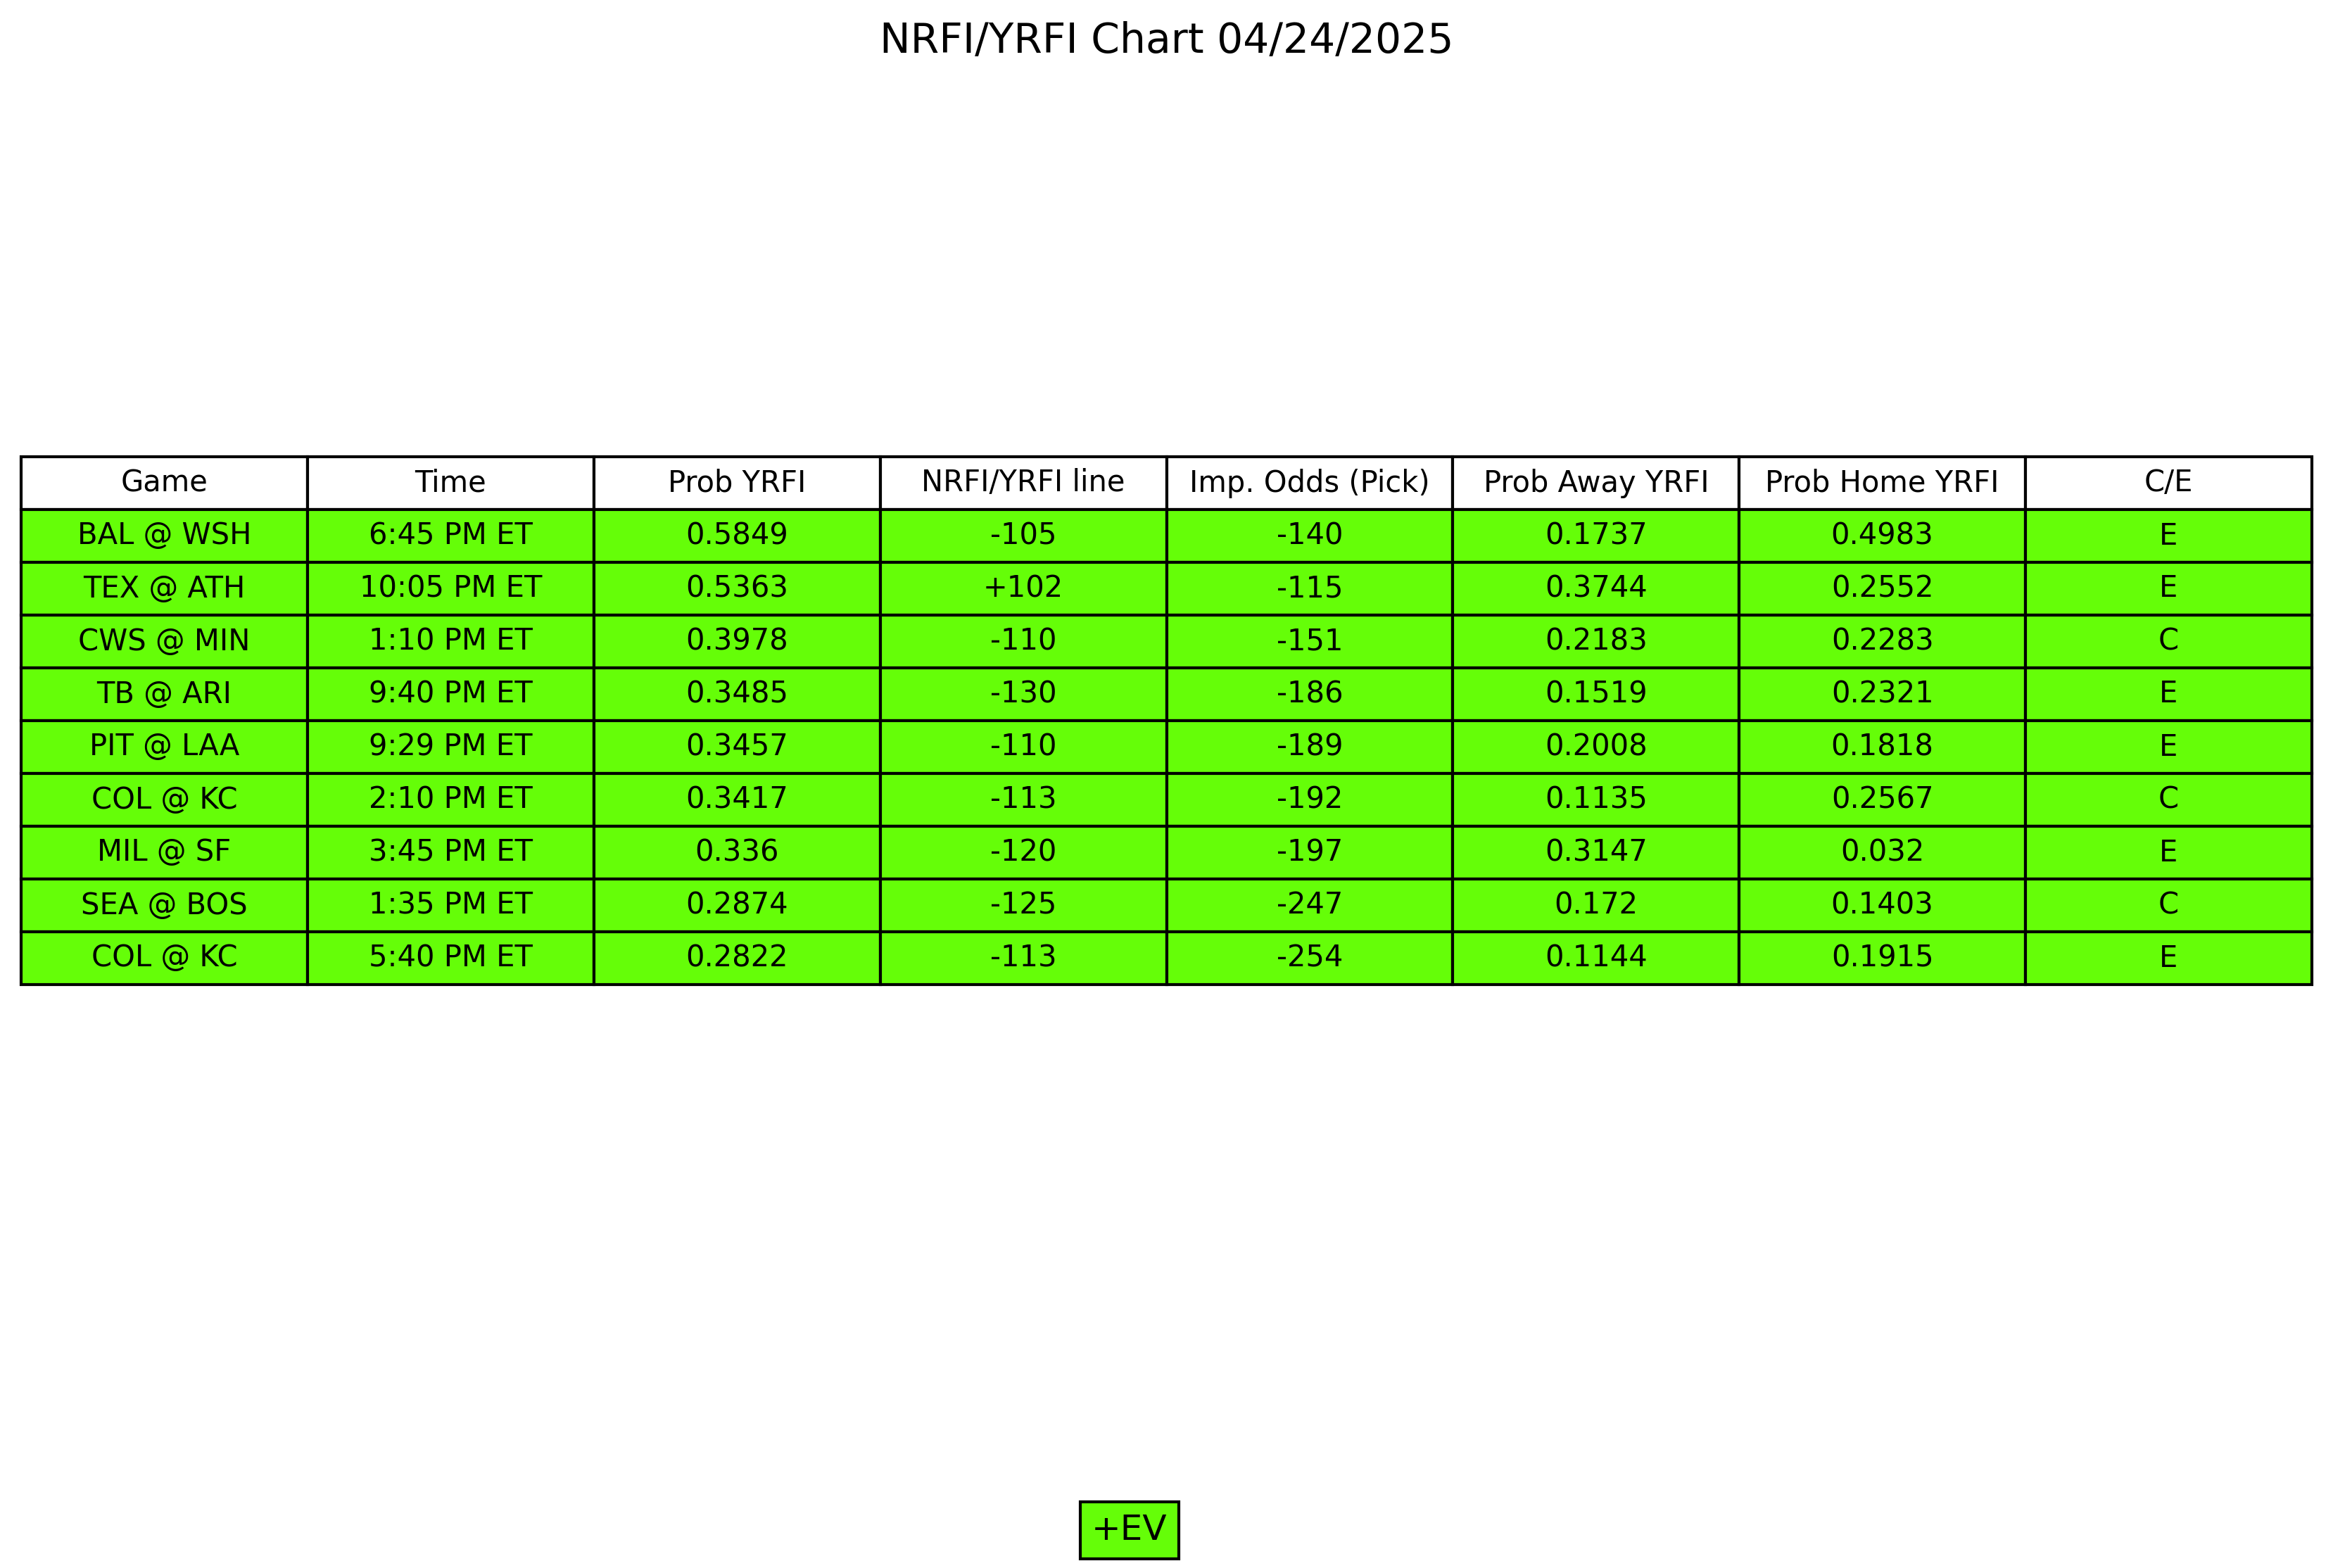 NRFI/YRFI Chart 04/24/2025
Game Time Prob YRFI NRFI/YRFI line Imp. Odds (Pick) Prob Away YRFI Prob Home YRFI C/E
BAL @ WSH 6:45 PM ET 0.5849 -105 -140 0.1737 0.4983 E
TEX @ ATH 10:05 PM ET 0.5363 +102 -115 0.3744 0.2552 E
CWS @ MIN 1:10 PM ET 0.3978 -110 -151 0.2183 0.2283 C
TB @ ARI 9:40 PM ET 0.3485 -130 -186 0.1519 0.2321 E
PIT @ LAA 9:29 PM ET 0.3457 -110 -189 0.2008 0.1818 E
COL @ KC 2:10 PM ET 0.3417 -113 -192 0.1135 0.2567 C
MIL @ SF 3:45 PM ET 0.336 -120 -197 0.3147 0.032 E
SEA @ BOS 1:35 PM ET 0.2874 -125 -247 0.172 0.1403 C
COL @ KC 5:40 PM ET 0.2822 -113 -254 0.1144 0.1915 E
+EV